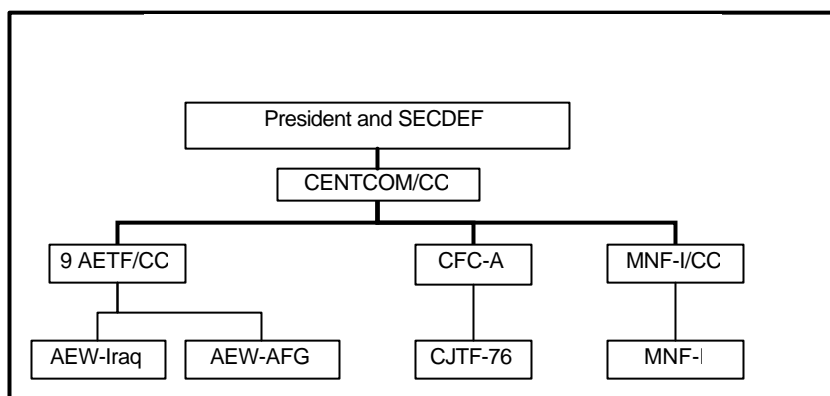 President and SECDEF
CENTCOM/CC
9 AETF/CC CFC-A MNF-I/CC
AEW-Iraq AEW-AFG CJTF-76 MNF-I